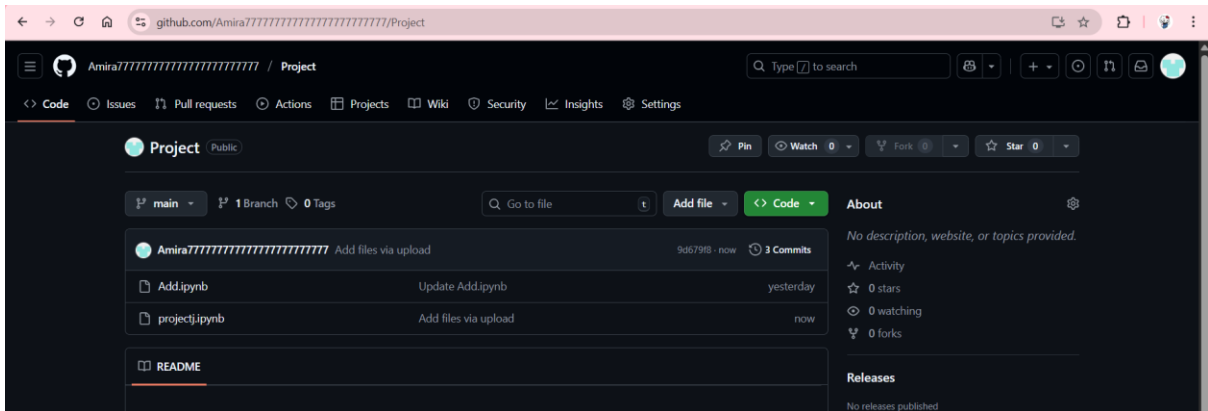 github.com/Amira77777777777777777777777777/Project
Amira77777777777777777777777777 / Project
Type / to search
Code Issues Pull requests Actions Projects Wiki Security Insights Settings
Project Public
Pin Watch 0 Fork 0 Star 0
main 1 Branch 0 Tags Go to file t Add file Code
About
Amira77777777777777777777777777 Add files via upload 9d679f8 · now 3 Commits
No description, website, or topics provided.
Add.ipynb Update Add.ipynb yesterday
projectj.ipynb Add files via upload now
Activity
0 stars
0 watching
0 forks
README
Releases
No releases published